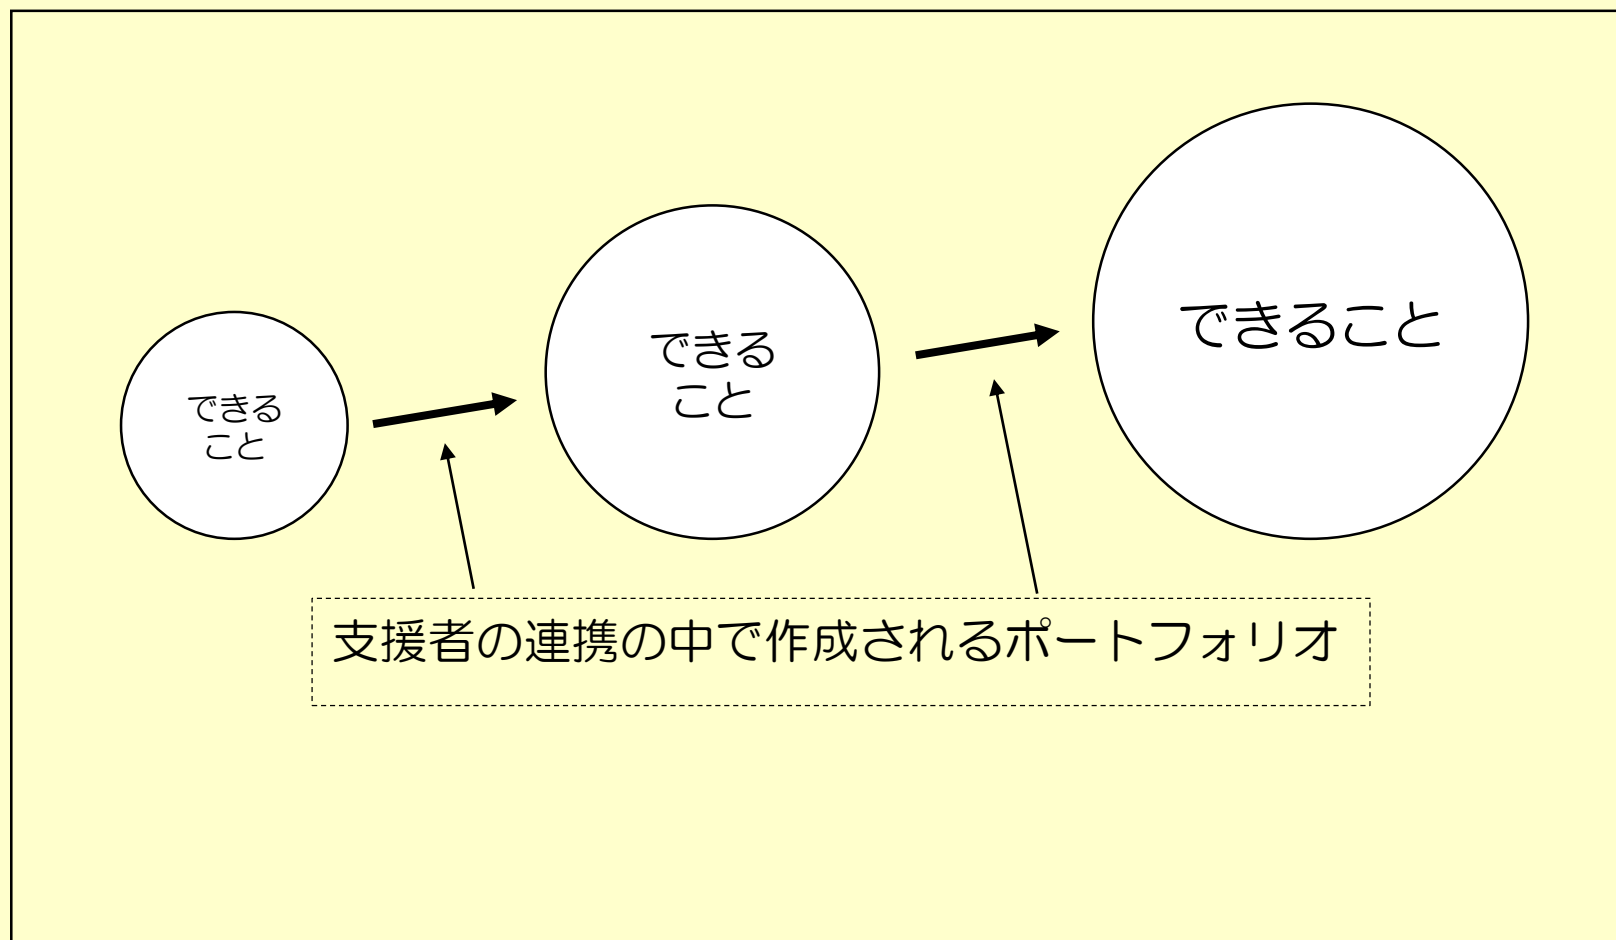 できる
こと
できる
こと
できること
支援者の連携の中で作成されるポートフォリオ